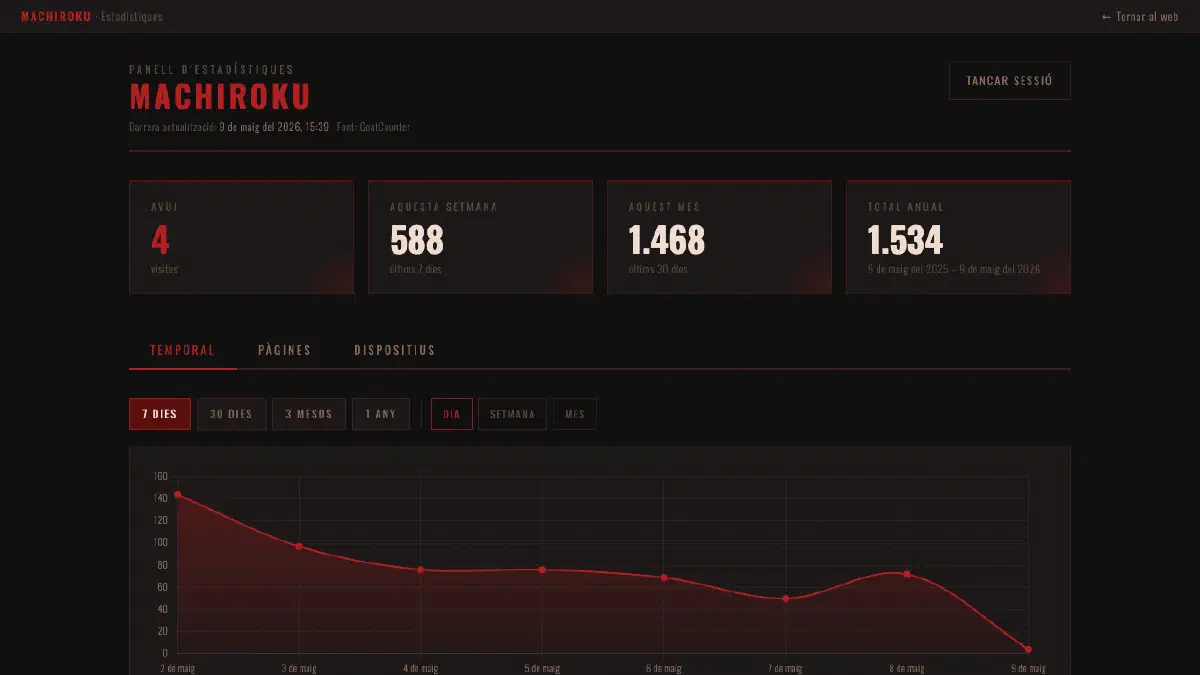 MACHIROKU · Estadístiques
← Tornar al web
PANELL D'ESTADÍSTIQUES
MACHIROKU
Darrera actualització: 9 de maig del 2026, 15:39 Font: GoatCounter
TANCAR SESSIÓ
AVUI
4
visites
AQUESTA SETMANA
588
últims 7 dies
AQUEST MES
1.468
últims 30 dies
TOTAL ANUAL
1.534
9 de maig del 2025 – 9 de maig del 2026
TEMPORAL PÀGINES DISPOSITIUS
7 DIES 30 DIES 3 MESOS 1 ANY DIA SETMANA MES
160
140
120
100
80
60
40
20
0
2 de maig 3 de maig 4 de maig 5 de maig 6 de maig 7 de maig 8 de maig 9 de maig